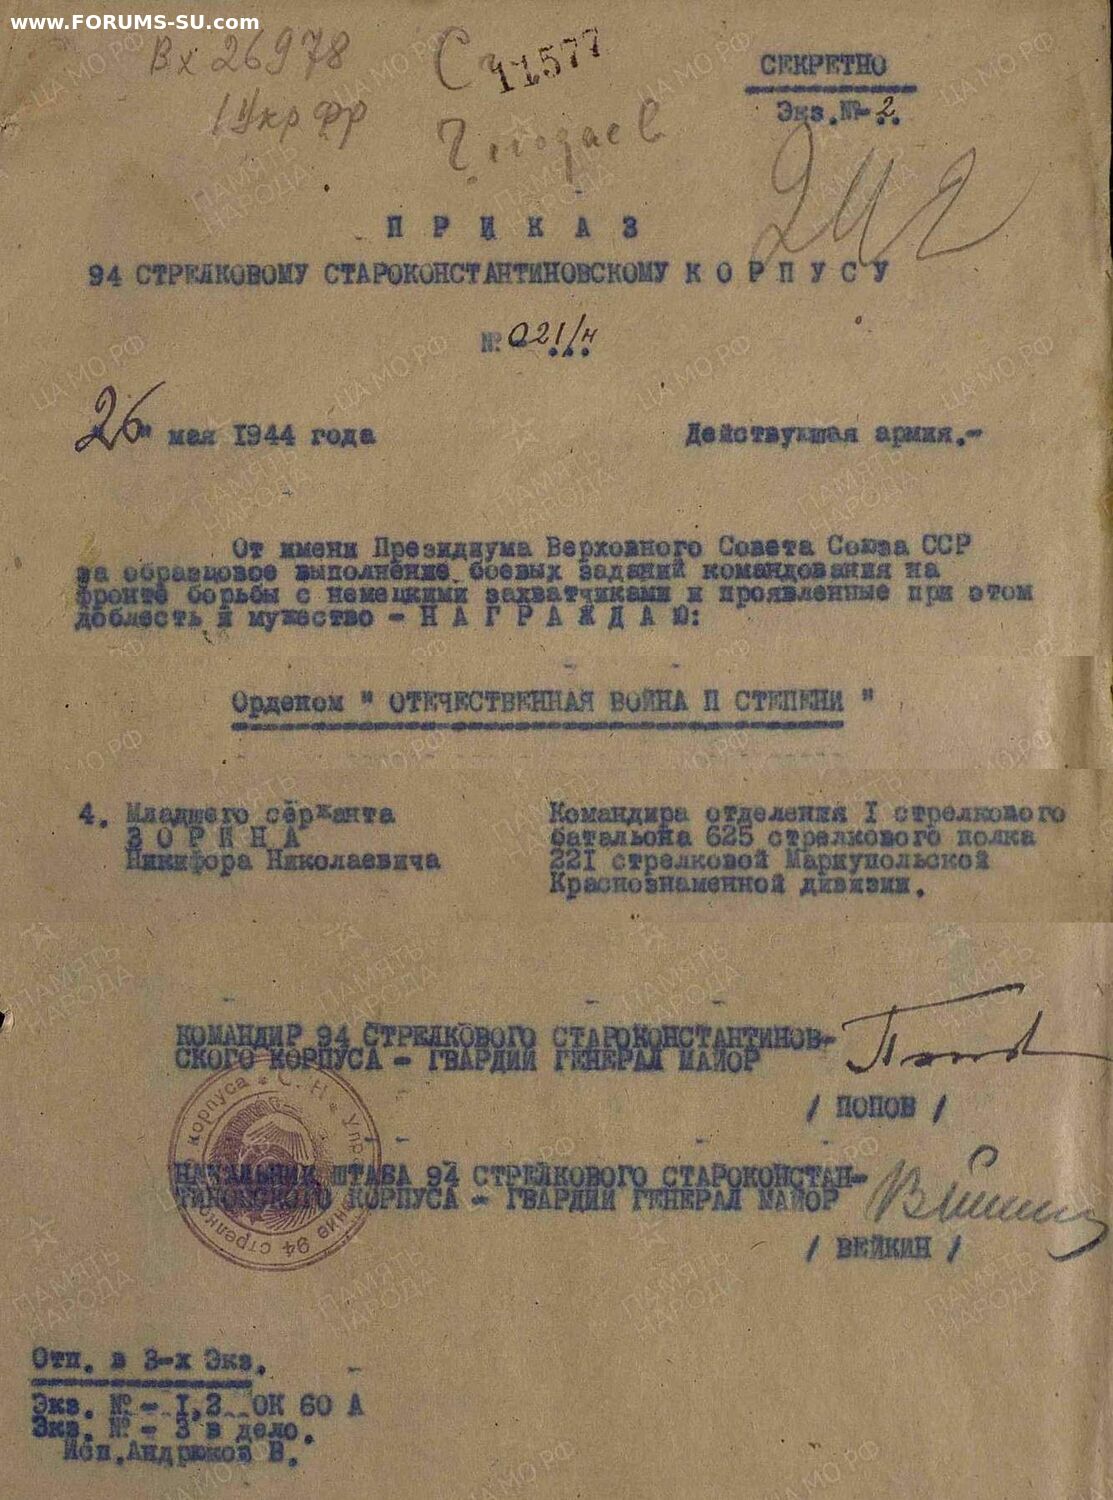 www.FORUMS-SU.com
Вх 26978
11577
1 Укр фр
СЕКРЕТНО
Экз.№-2
П Р И К А З
94 СТРЕЛКОВОМУ СТАРОКОНСТАНТИНОВСКОМУ К О Р П У С У
№ 021/н
26" мая 1944 года
Действующая армия.-
От имени Президиума Верховного Совета Союза ССР
за образцовое выполнение боевых заданий командования на
фронте борьбы с немецкими захватчиками и проявленные при этом
доблесть и мужество - Н А Г Р А Ж Д А Ю:
Орденом " ОТЕЧЕСТВЕННАЯ ВОЙНА П СТЕПЕНИ "
4. Младшего сержанта
З О Р И Н А
Никифора Николаевича
Командира отделения I стрелкового
батальона 625 стрелкового полка
22I стрелковой Мариупольской
Краснознаменной дивизии.
КОМАНДИР 94 СТРЕЛКОВОГО СТАРОКОНСТАНТИНОВ-
СКОГО КОРПУСА - ГВАРДИИ ГЕНЕРАЛ МАЙОР
/ ПОПОВ /
НАЧАЛЬНИК ШТАБА 94 СТРЕЛКОВОГО СТАРОКОНСТАН-
ТИНОВСКОГО КОРПУСА - ГВАРДИИ ГЕНЕРАЛ МАЙОР
/ ВЕЙКИН /
Отп. в 3-х Экз.
Экз. № - I,2 ОК 60 А
Экз. № - 3 в дело.
Исп.Андрюков В.